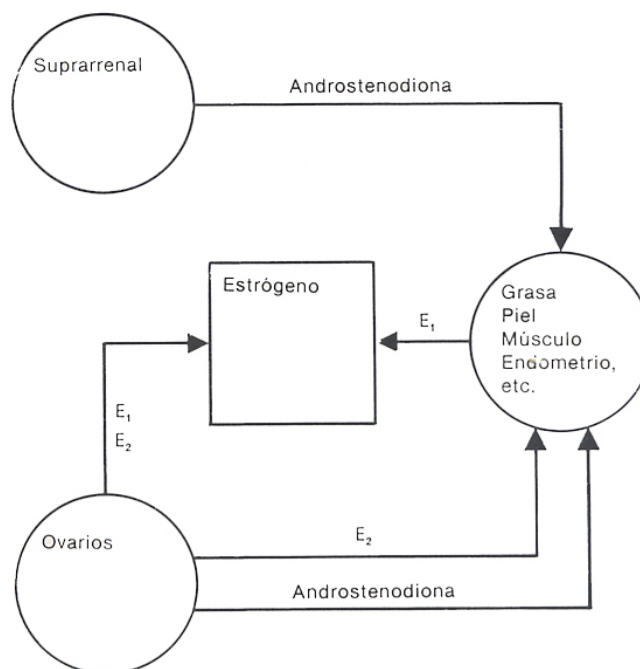 Suprarrenal
Androstenodiona
Estrógeno
Grasa
Piel
Músculo
Endometrio,
etc.
E₁
E₁
E₂
Ovarios
E₂
Androstenodiona